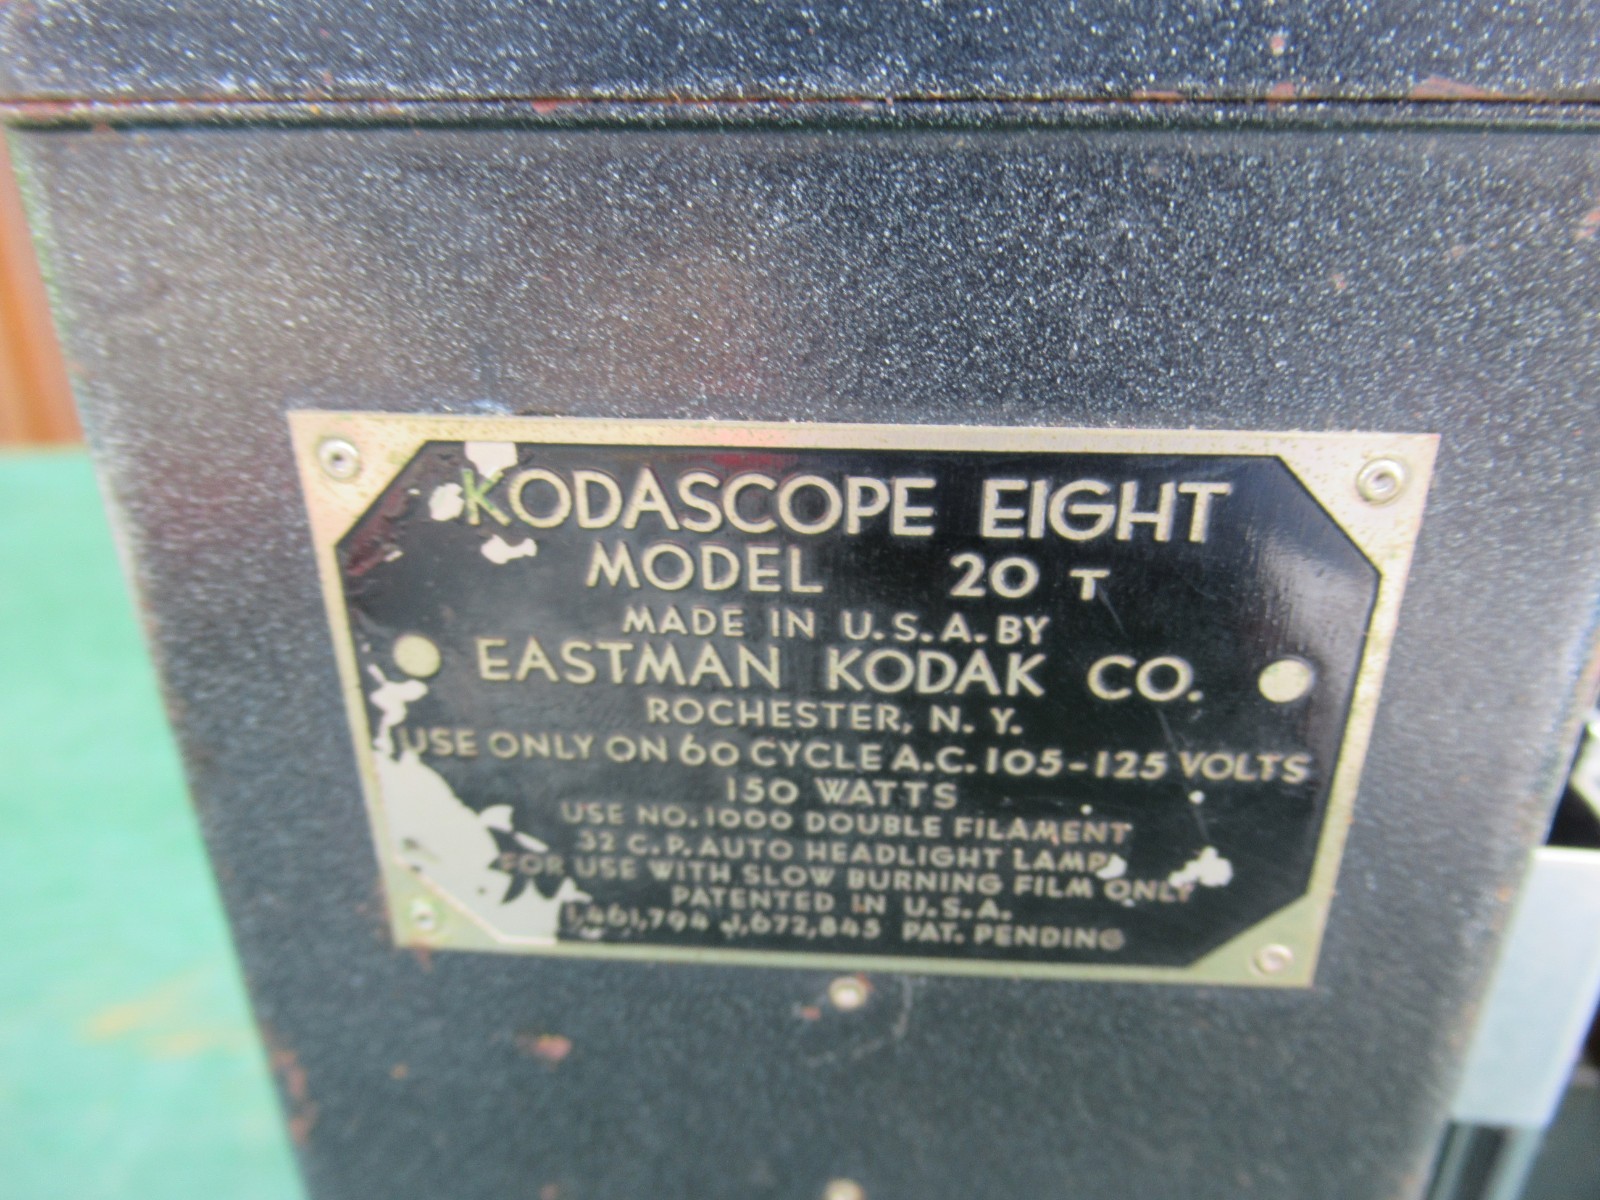 KODASCOPE EIGHT
MODEL 20 T
MADE IN U.S.A. BY
EASTMAN KODAK CO.
ROCHESTER, N. Y.
USE ONLY ON 60 CYCLE A.C. 105-125 VOLTS
150 WATTS
USE NO. 1000 DOUBLE FILAMENT
32 C.P. AUTO HEADLIGHT LAMP
FOR USE WITH SLOW BURNING FILM ONLY
PATENTED IN U.S.A.
1,461,794 1,672,845 PAT. PENDING